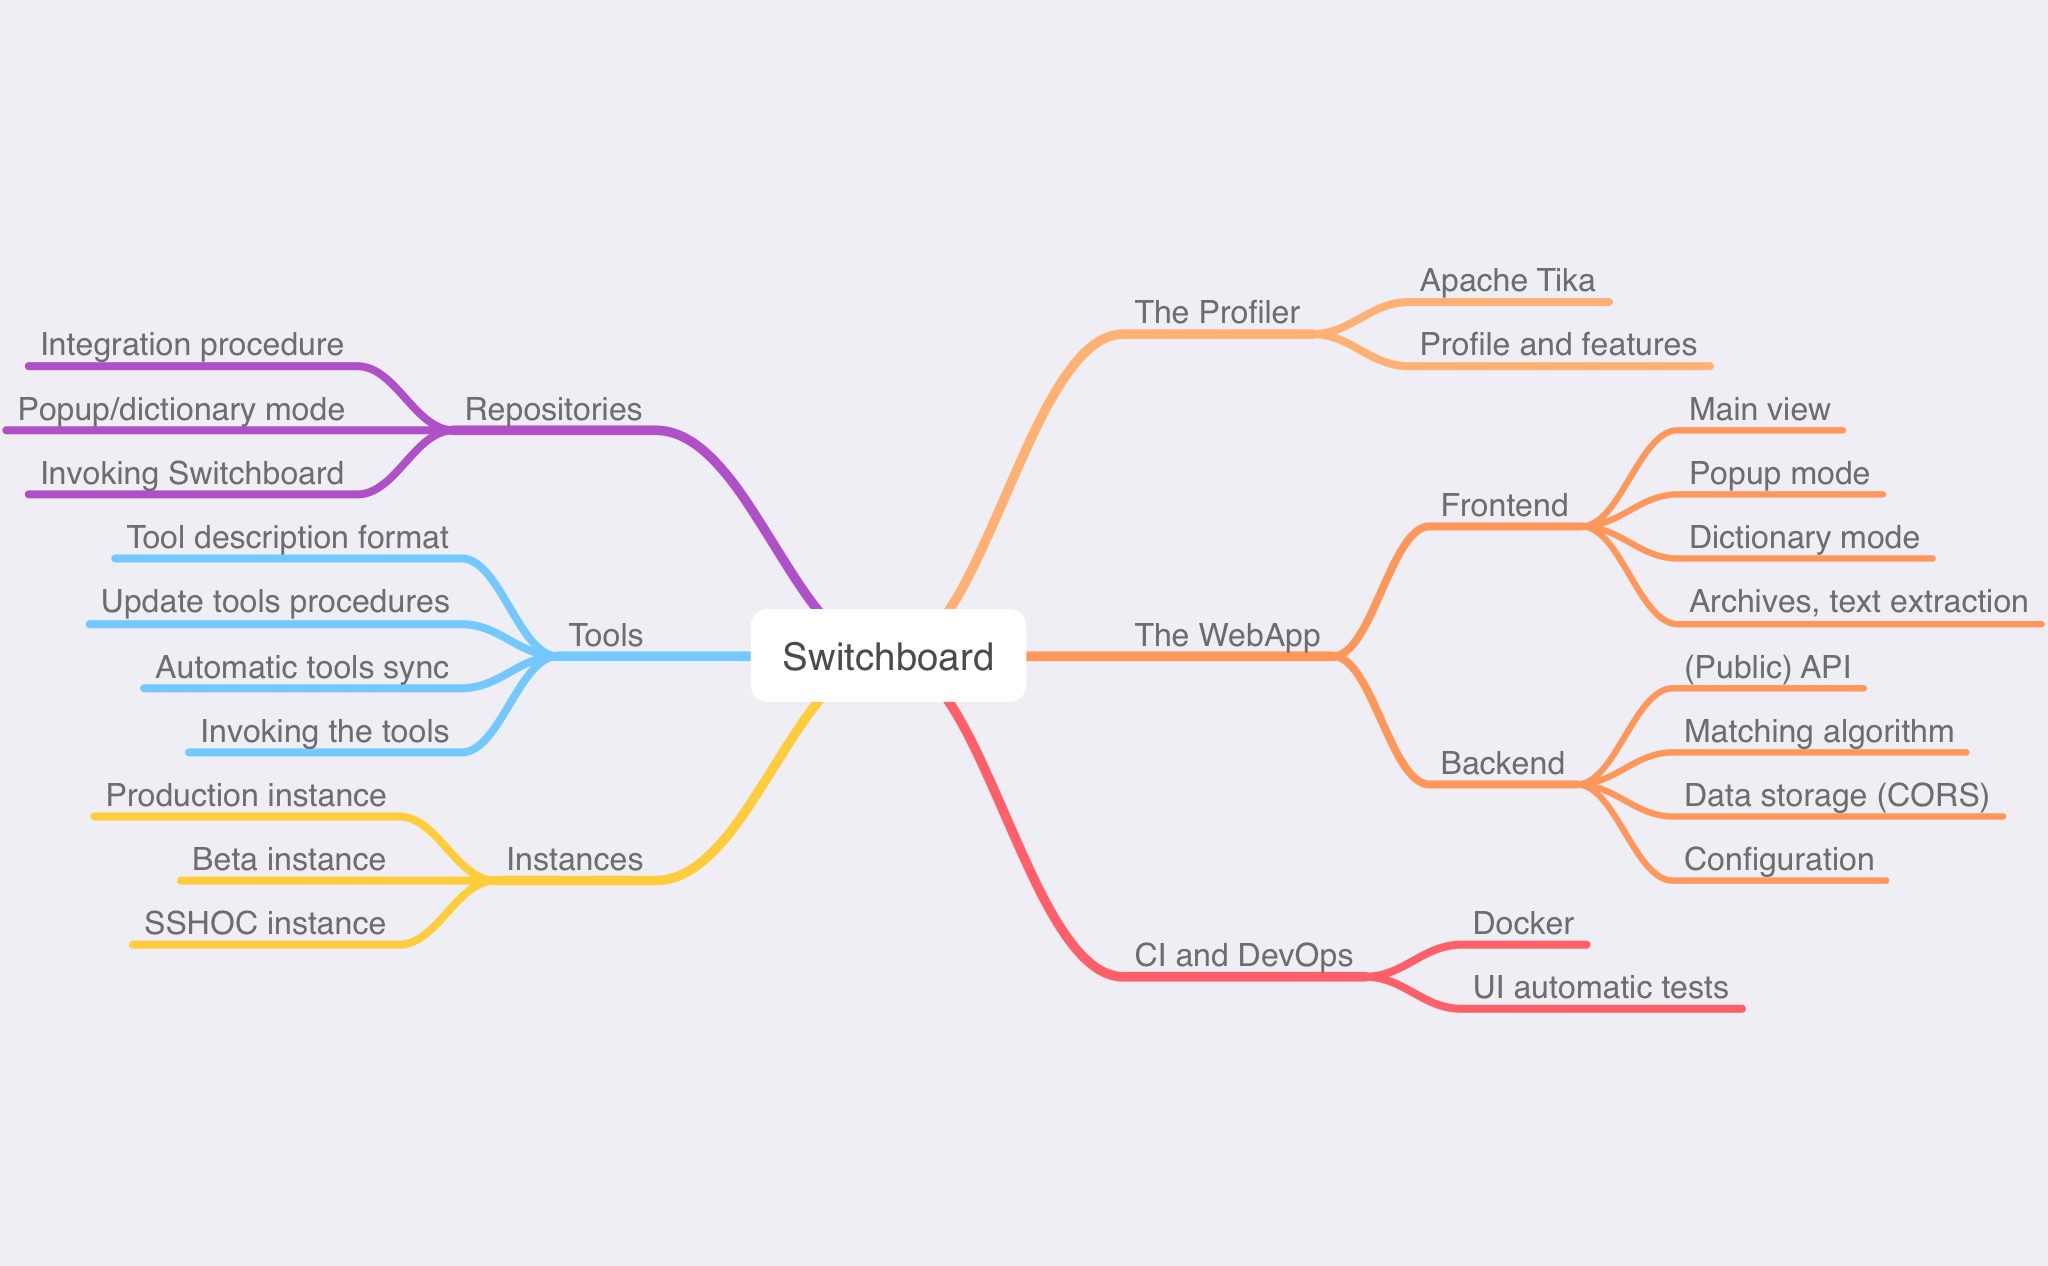 Switchboard
The Profiler
Apache Tika
Profile and features
The WebApp
Frontend
Main view
Popup mode
Dictionary mode
Archives, text extraction
Backend
(Public) API
Matching algorithm
Data storage (CORS)
Configuration
CI and DevOps
Docker
UI automatic tests
Repositories
Integration procedure
Popup/dictionary mode
Invoking Switchboard
Tools
Tool description format
Update tools procedures
Automatic tools sync
Invoking the tools
Instances
Production instance
Beta instance
SSHOC instance